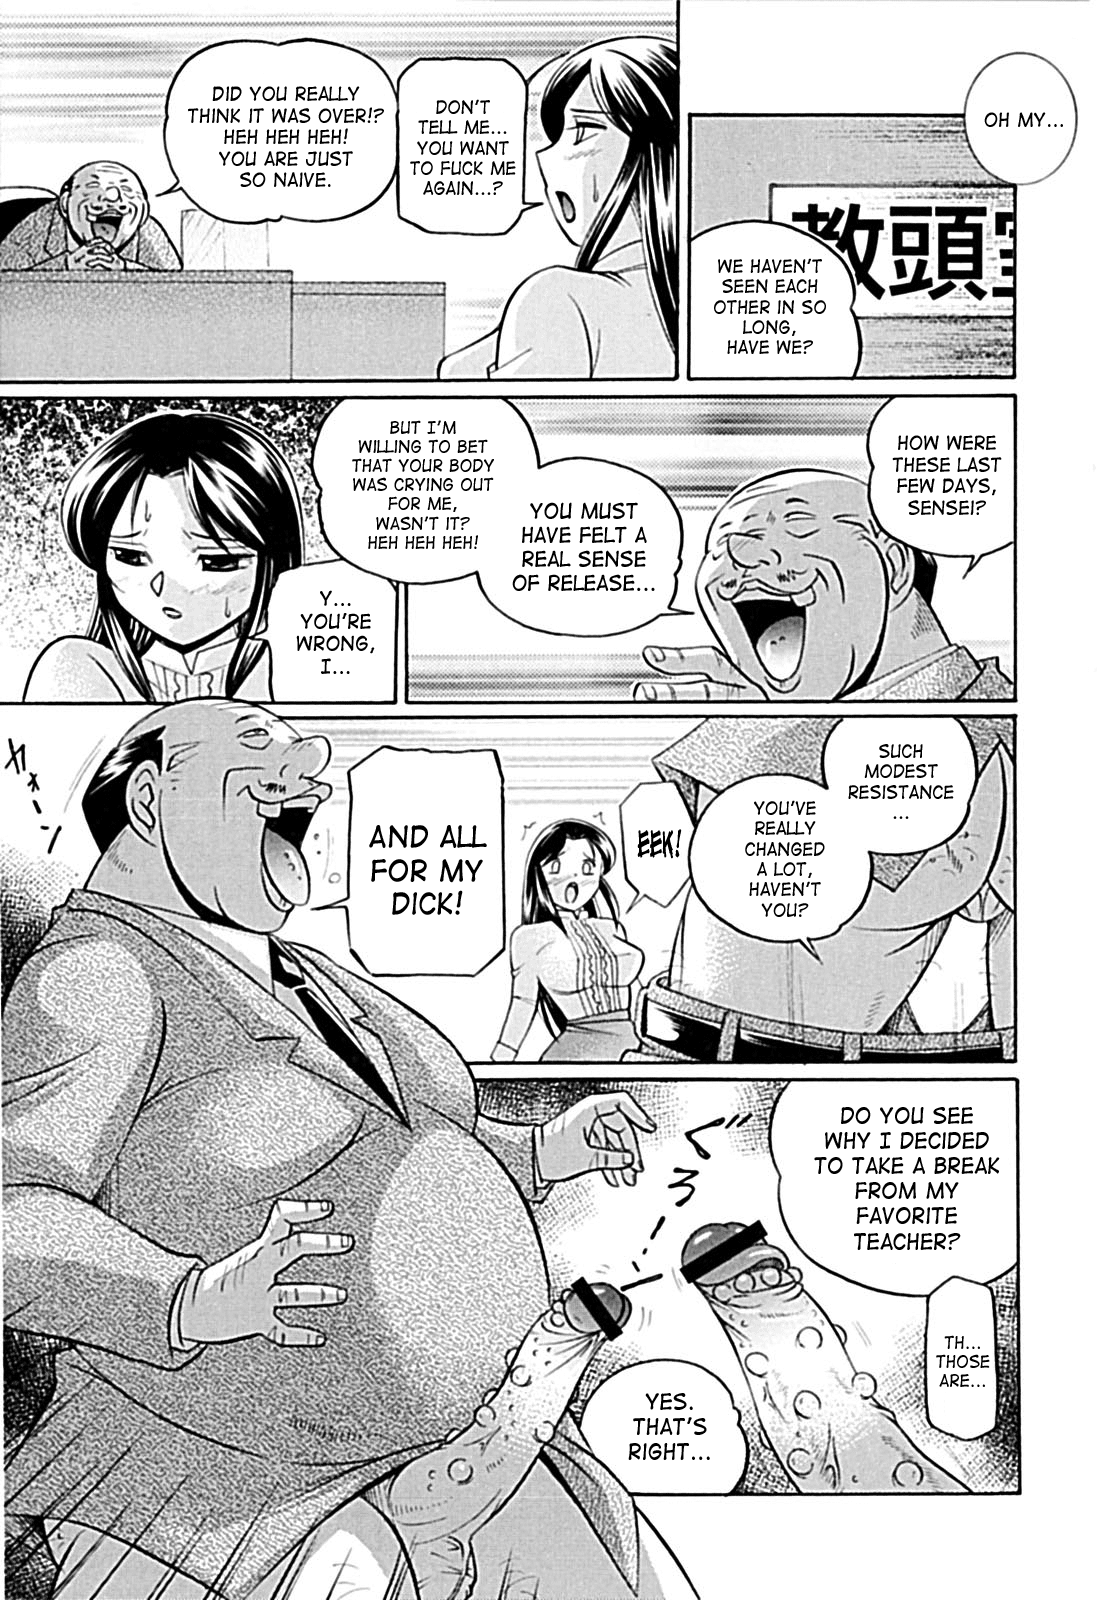 OH MY...
教頭室
WE HAVEN'T
SEEN EACH
OTHER IN SO
LONG,
HAVE WE?
DON'T
TELL ME...
YOU WANT
TO FUCK ME
AGAIN...?
DID YOU REALLY
THINK IT WAS OVER!?
HEH HEH HEH!
YOU ARE JUST
SO NAIVE.
HOW WERE
THESE LAST
FEW DAYS,
SENSEI?
YOU MUST
HAVE FELT A
REAL SENSE
OF RELEASE...
BUT I'M
WILLING TO BET
THAT YOUR BODY
WAS CRYING OUT
FOR ME,
WASN'T IT?
HEH HEH HEH!
Y...
YOU'RE
WRONG,
I...
SUCH
MODEST
RESISTANCE
...
YOU'VE
REALLY
CHANGED
A LOT,
HAVEN'T
YOU?
EEK!
AND ALL
FOR MY
DICK!
カォーン
DO YOU SEE
WHY I DECIDED
TO TAKE A BREAK
FROM MY
FAVORITE
TEACHER?
TH...
THOSE
ARE...
YES.
THAT'S
RIGHT...